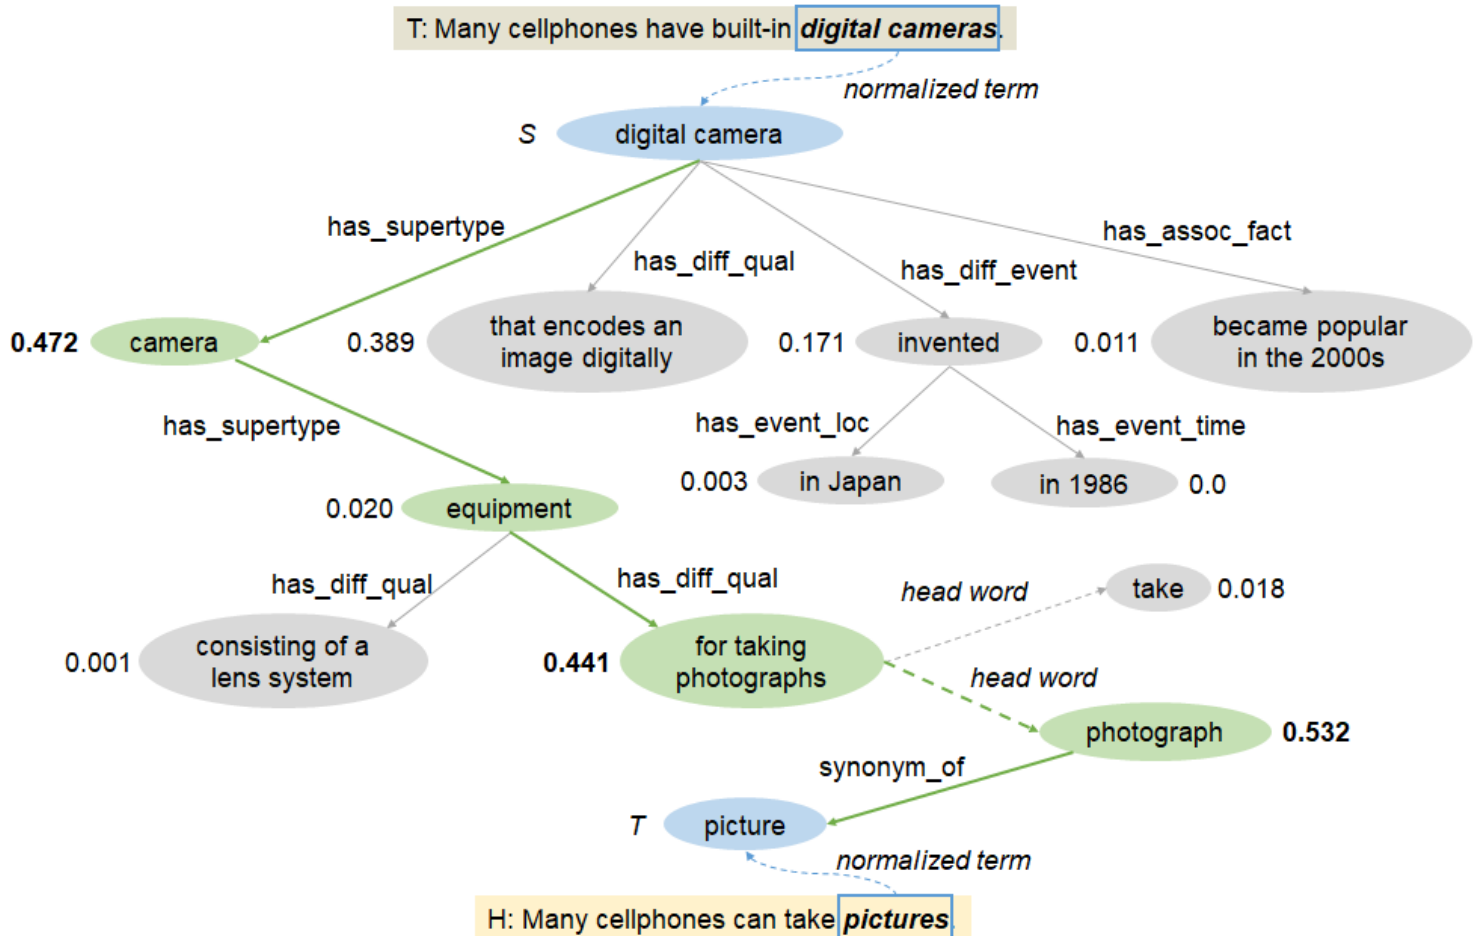 T: Many cellphones have built-in digital cameras.
normalized term
S
digital camera
has_supertype
has_diff_qual
has_diff_event
has_assoc_fact
0.472
camera
0.389
that encodes an
image digitally
0.171
invented
0.011
became popular
in the 2000s
has_supertype
has_event_loc
has_event_time
0.003
in Japan
in 1986
0.0
0.020
equipment
has_diff_qual
has_diff_qual
head word
take
0.018
0.001
consisting of a
lens system
0.441
for taking
photographs
head word
photograph
0.532
synonym_of
T
picture
normalized term
H: Many cellphones can take pictures.